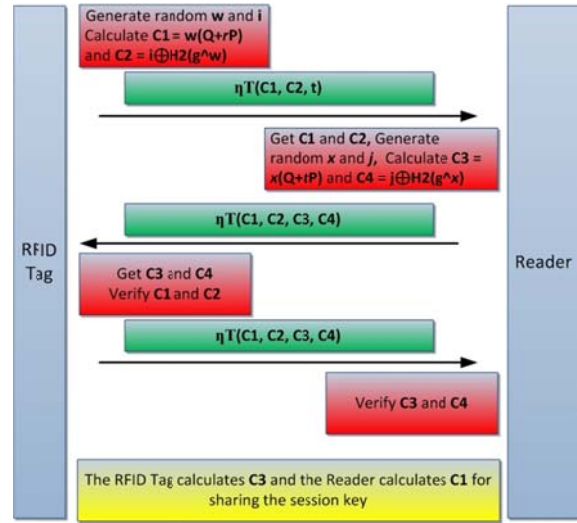 Generate random w and i
Calculate C1= w(Q+rP)
and C2 = i⊕H2(g^w)
ηT(C1, C2, t)
Get C1 and C2, Generate
random x and j, Calculate C3 =
x(Q+tP) and C4 = j⊕H2(g^x)
ηT(C1, C2, C3, C4)
RFID
Tag
Reader
Get C3 and C4
Verify C1 and C2
ηT(C1, C2, C3, C4)
Verify C3 and C4
The RFID Tag calculates C3 and the Reader calculates C1 for
sharing the session key